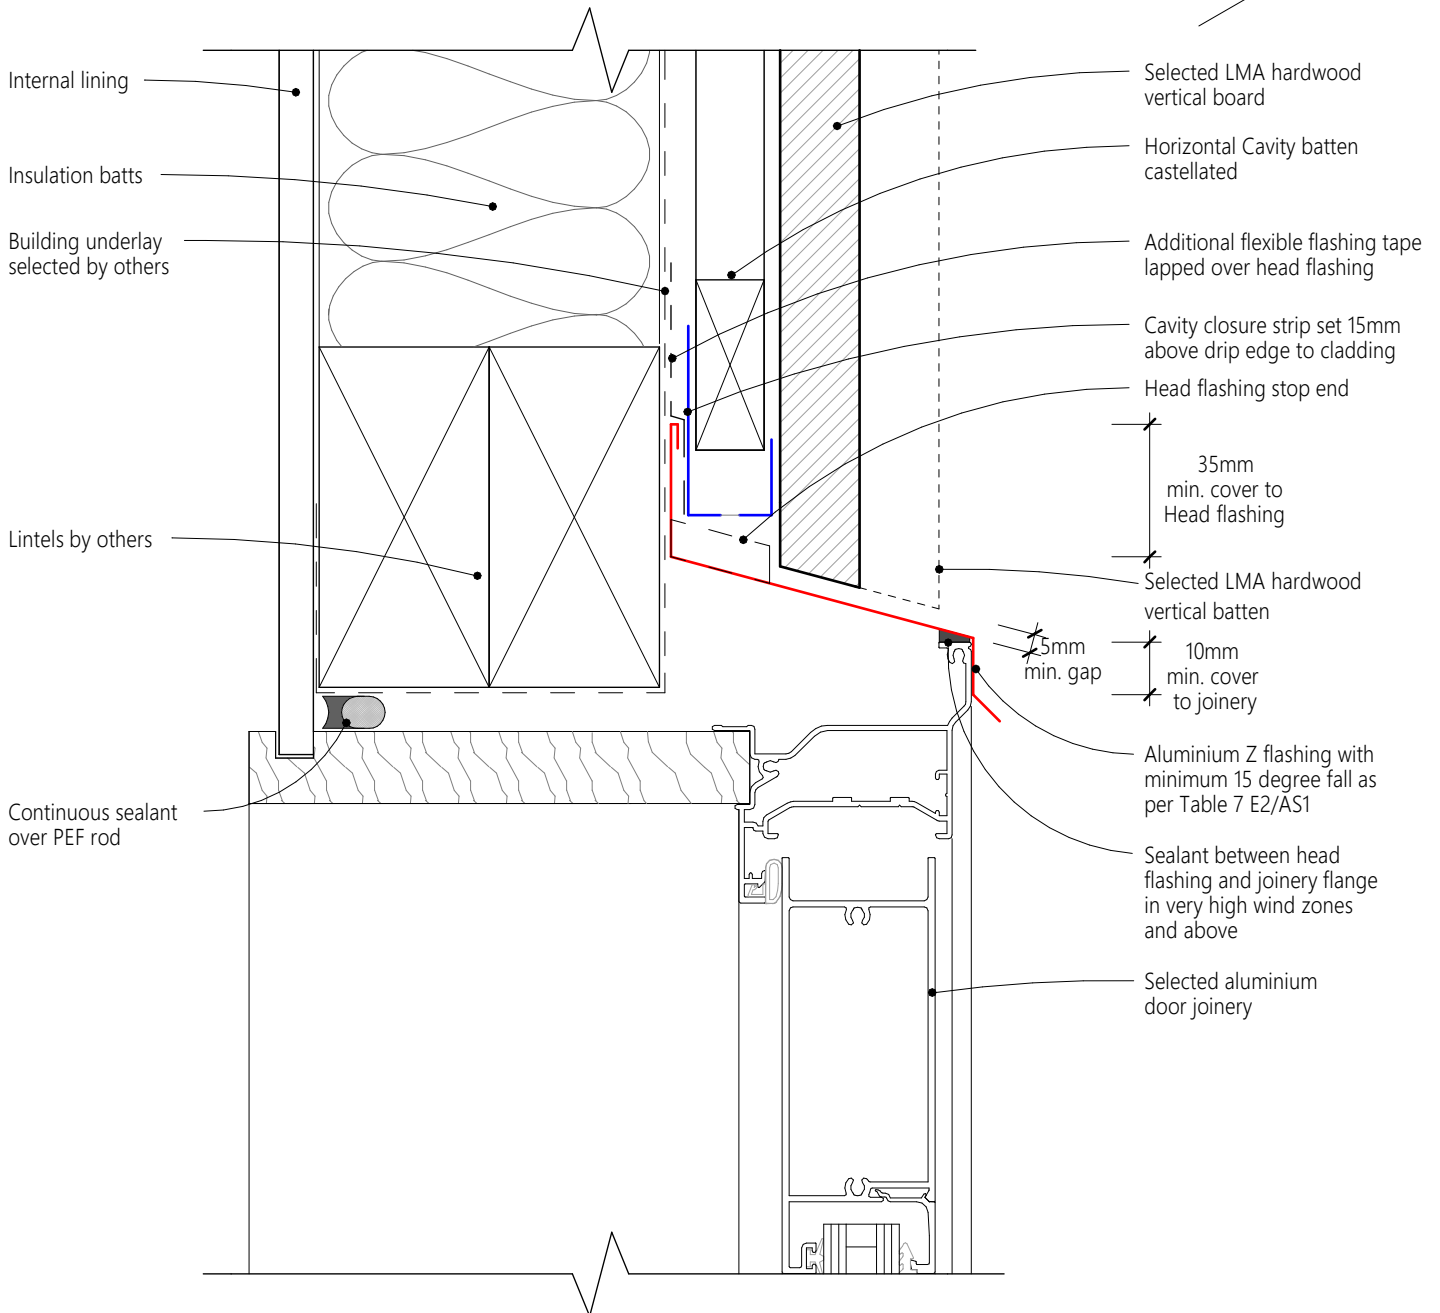 Internal lining
Insulation batts
Building underlay
selected by others
Lintels by others
Continuous sealant
over PEF rod
Selected LMA hardwood
vertical board
Horizontal Cavity batten
castellated
Additional flexible flashing tape
lapped over head flashing
Cavity closure strip set 15mm
above drip edge to cladding
Head flashing stop end
35mm
min. cover to
Head flashing
Selected LMA hardwood
vertical batten
5mm
min. gap
10mm
min. cover
to joinery
Aluminium Z flashing with
minimum 15 degree fall as
per Table 7 E2/AS1
Sealant between head
flashing and joinery flange
in very high wind zones
and above
Selected aluminium
door joinery